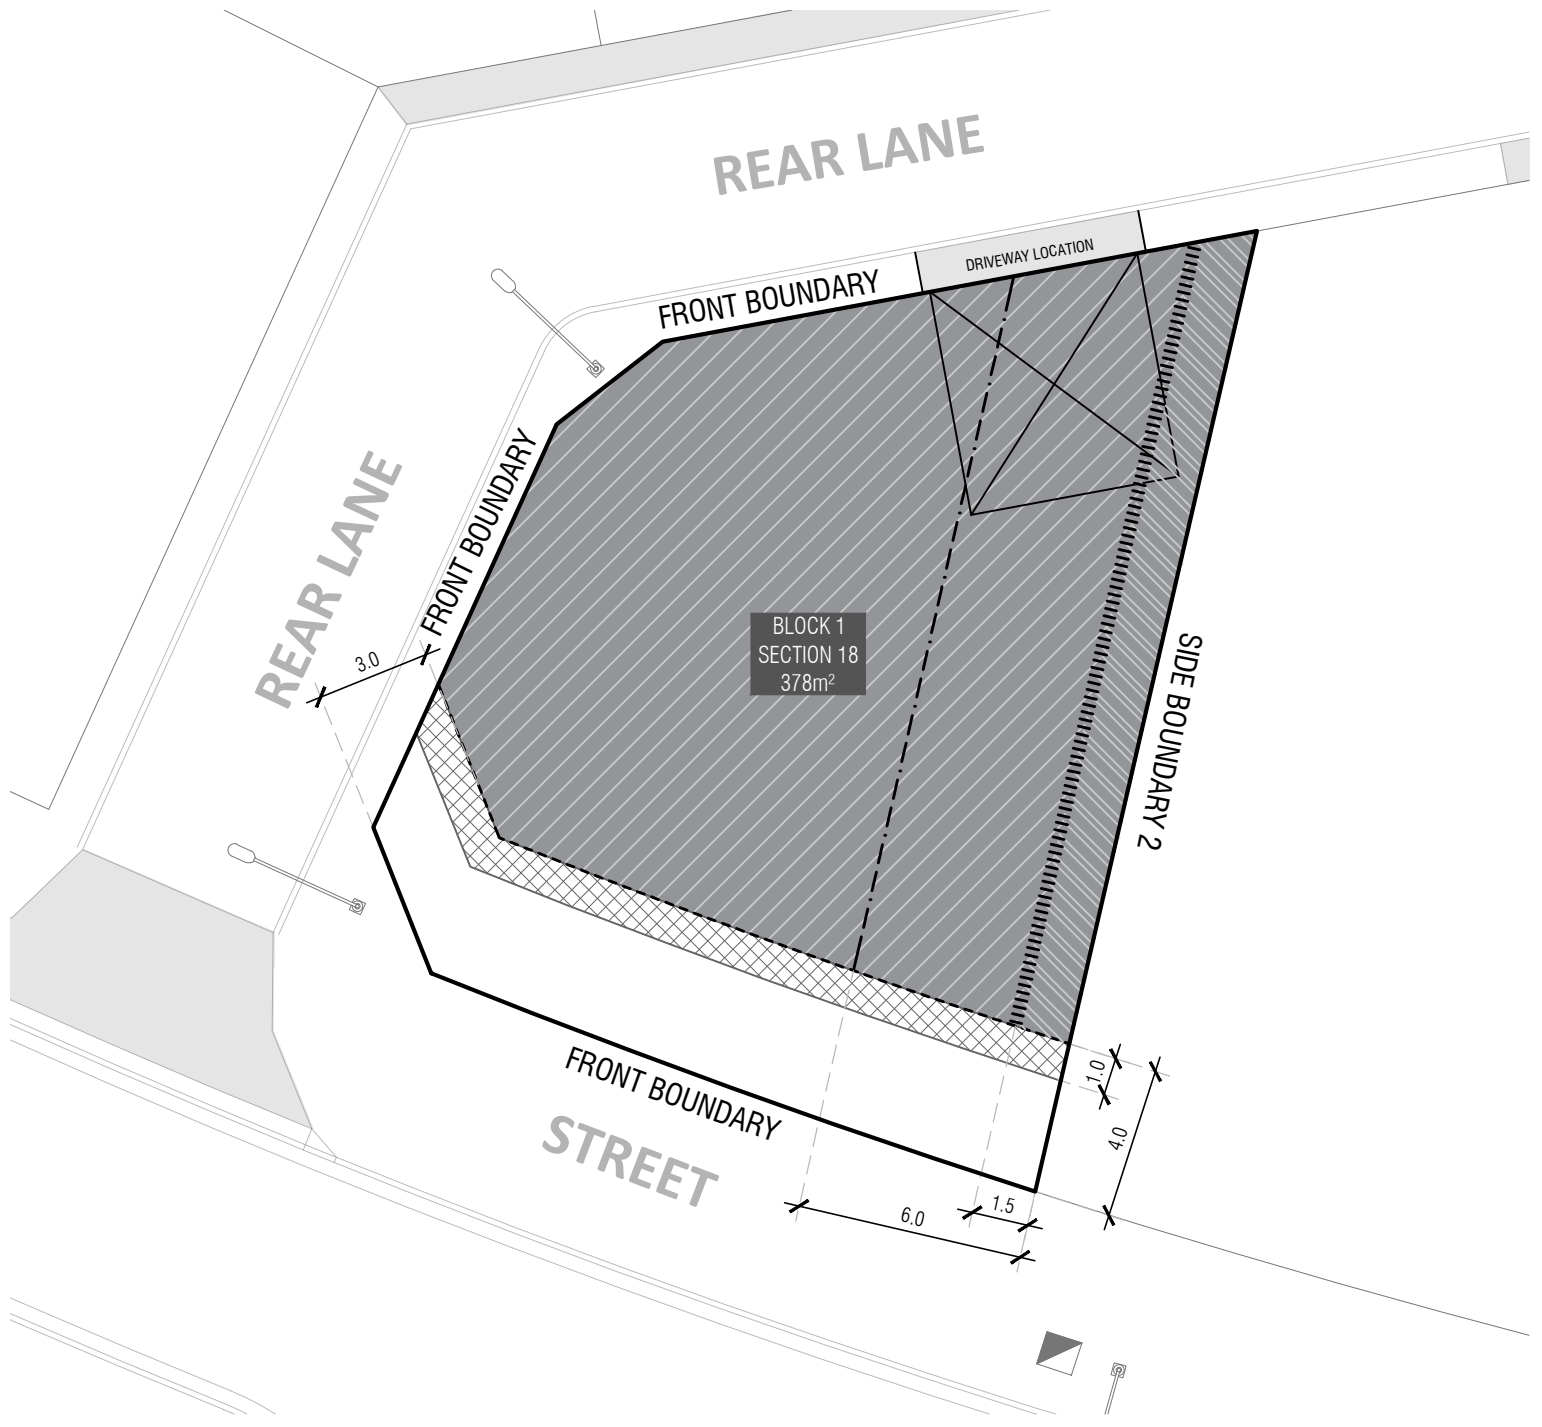 REAR LANE
DRIVEWAY LOCATION
FRONT BOUNDARY
FRONT BOUNDARY
REAR LANE
3.0
BLOCK 1
SECTION 18
378m²
SIDE BOUNDARY 2
FRONT BOUNDARY
STREET
1.0
4.0
1.5
6.0